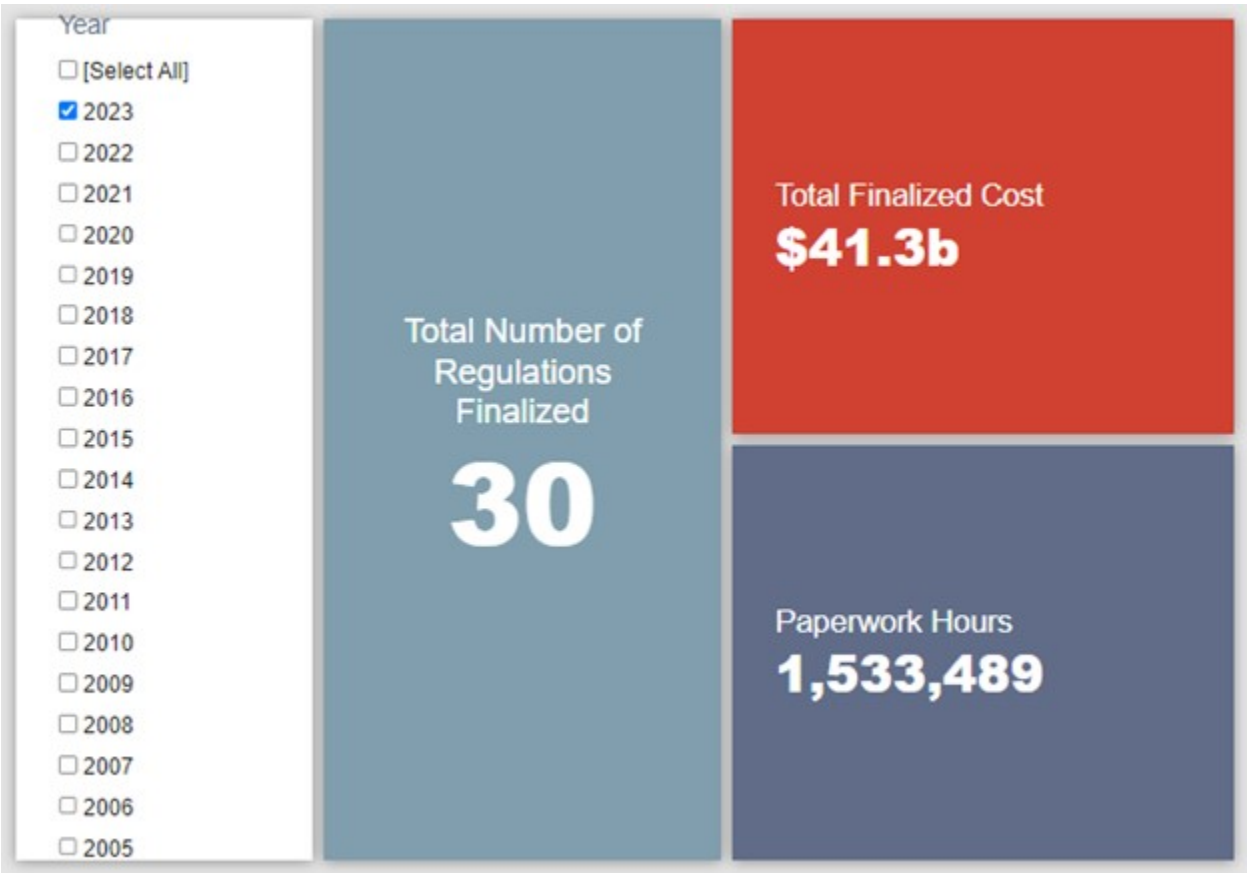 Year
[Select All]
2023
2022
2021
2020
2019
2018
2017
2016
2015
2014
2013
2012
2011
2010
2009
2008
2007
2006
2005
Total Number of
Regulations
Finalized
30
Total Finalized Cost
$41.3b
Paperwork Hours
1,533,489